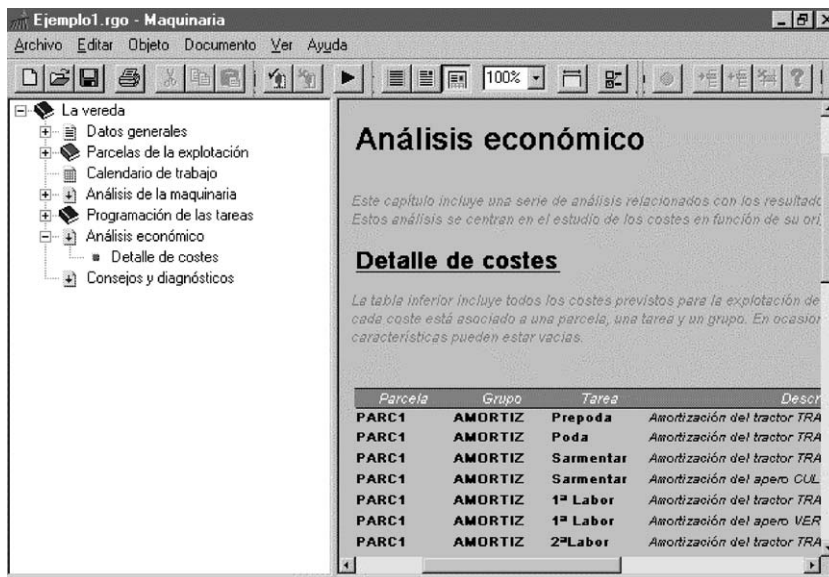 Ejemplo1.rgo - Maquinaria
Archivo Editar Objeto Documento Ver Ayuda
100%
La vereda
Datos generales
Parcelas de la explotación
Calendario de trabajo
Análisis de la maquinaria
Programación de las tareas
Análisis económico
Detalle de costes
Consejos y diagnósticos
Análisis económico
Este capítulo incluye una serie de análisis relacionados con los resultado
Estos análisis se centran en el estudio de los costes en función de su ori
Detalle de costes
La tabla inferior incluye todos los costes previstos para la explotación de
cada coste está asociado a una parcela, una tarea y un grupo. En ocasion
características pueden estar vacías.
Parcela Grupo Tarea Descr
PARC1 AMORTIZ Prepoda Amortización del tractor TRA
PARC1 AMORTIZ Poda Amortización del tractor TRA
PARC1 AMORTIZ Sarmentar Amortización del tractor TRA
PARC1 AMORTIZ Sarmentar Amortización del apero CUL
PARC1 AMORTIZ 1ª Labor Amortización del tractor TRA
PARC1 AMORTIZ 1ª Labor Amortización del apero VER
PARC1 AMORTIZ 2ªLabor Amortización del tractor TRA